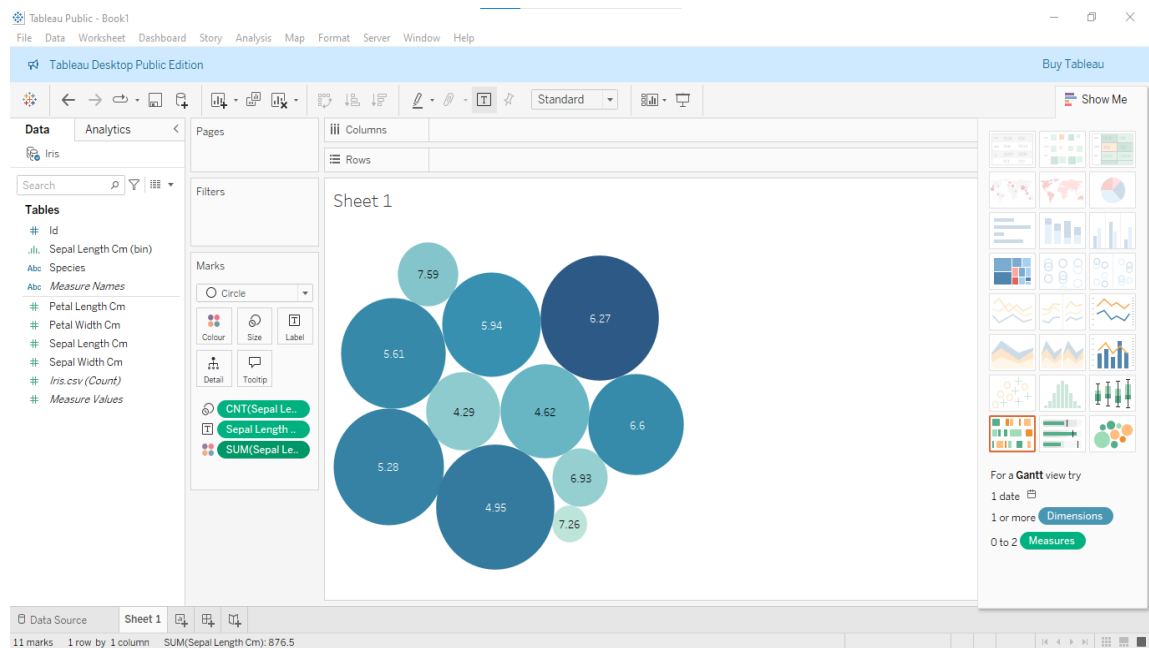 Tableau Public - Book1
File Data Worksheet Dashboard Story Analysis Map Format Server Window Help
Tableau Desktop Public Edition
Buy Tableau
Standard
Show Me
Data
Analytics
Pages
Columns
Iris
Rows
Search
Filters
Sheet 1
Tables
# Id
Sepal Length Cm (bin)
Abc Species
Abc Measure Names
# Petal Length Cm
# Petal Width Cm
# Sepal Length Cm
# Sepal Width Cm
# Iris.csv (Count)
# Measure Values
Marks
Circle
Colour
Size
Label
Detail
Tooltip
CNT(Sepal Le..
Sepal Length ..
SUM(Sepal Le..
7.59
5.94
6.27
5.61
4.29
4.62
6.6
5.28
6.93
4.95
7.26
For a Gantt view try
1 date
1 or more Dimensions
0 to 2 Measures
Data Source
Sheet 1
11 marks 1 row by 1 column SUM(Sepal Length Cm): 876.5